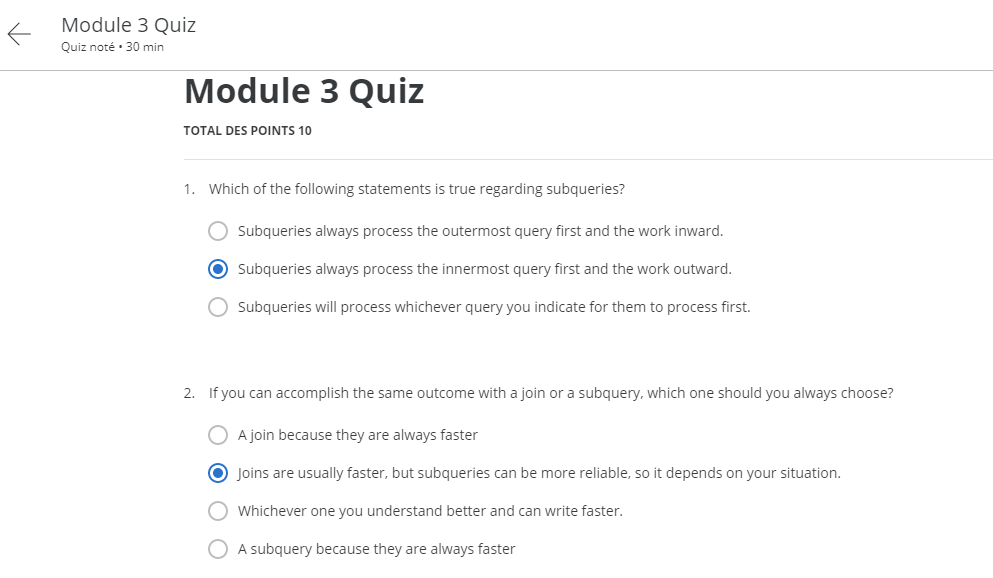 Module 3 Quiz
Quiz noté • 30 min
Module 3 Quiz
TOTAL DES POINTS 10
1. Which of the following statements is true regarding subqueries?
Subqueries always process the outermost query first and the work inward.
Subqueries always process the innermost query first and the work outward.
Subqueries will process whichever query you indicate for them to process first.
2. If you can accomplish the same outcome with a join or a subquery, which one should you always choose?
A join because they are always faster
Joins are usually faster, but subqueries can be more reliable, so it depends on your situation.
Whichever one you understand better and can write faster.
A subquery because they are always faster